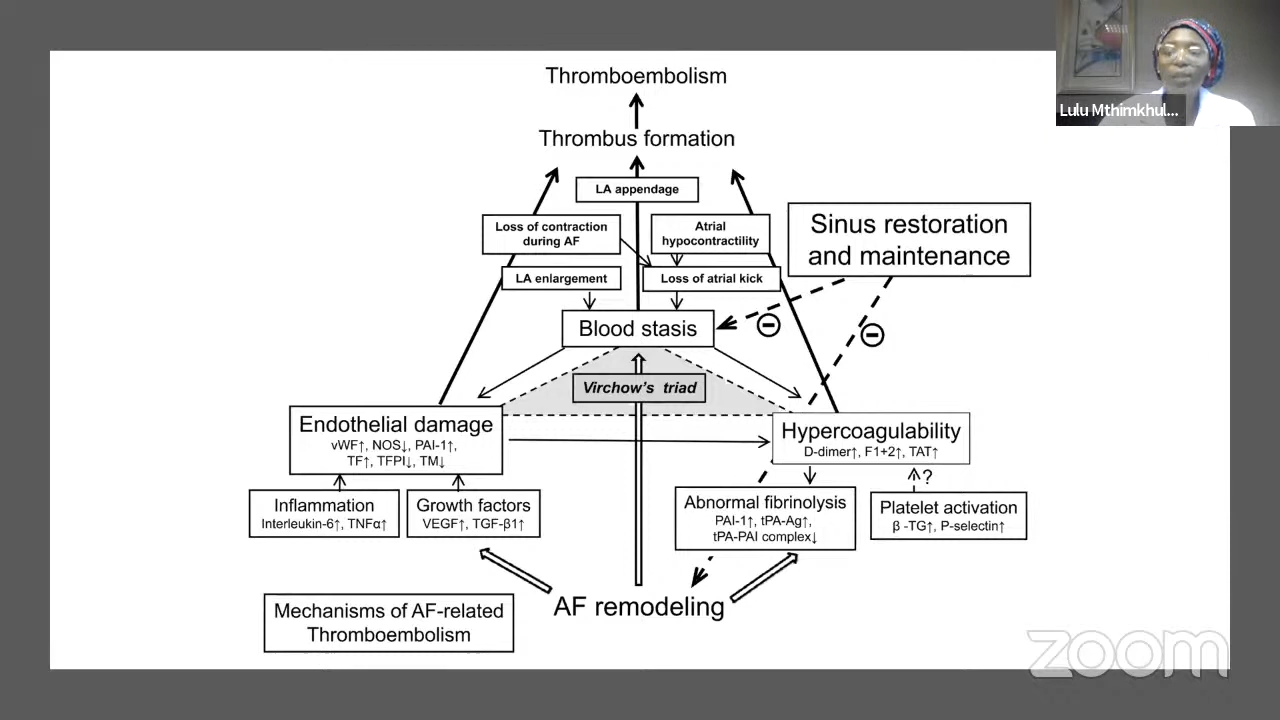 Lulu Mthimkhul...
Thromboembolism
Thrombus formation
LA appendage
Loss of contraction
during AF
Atrial
hypocontractility
LA enlargement
Loss of atrial kick
Sinus restoration
and maintenance
Blood stasis
Virchow's triad
Endothelial damage
vWF↑, NOS↓, PAI-1↑,
TF↑, TFPI↓, TM↓
Hypercoagulability
D-dimer↑, F1+2↑, TAT↑
?
Inflammation
Interleukin-6↑, TNFα↑
Growth factors
VEGF↑, TGF-β1↑
Abnormal fibrinolysis
PAI-1↑, tPA-Ag↑,
tPA-PAI complex↓
Platelet activation
β -TG↑, P-selectin↑
AF remodeling
Mechanisms of AF-related
Thromboembolism
zoom